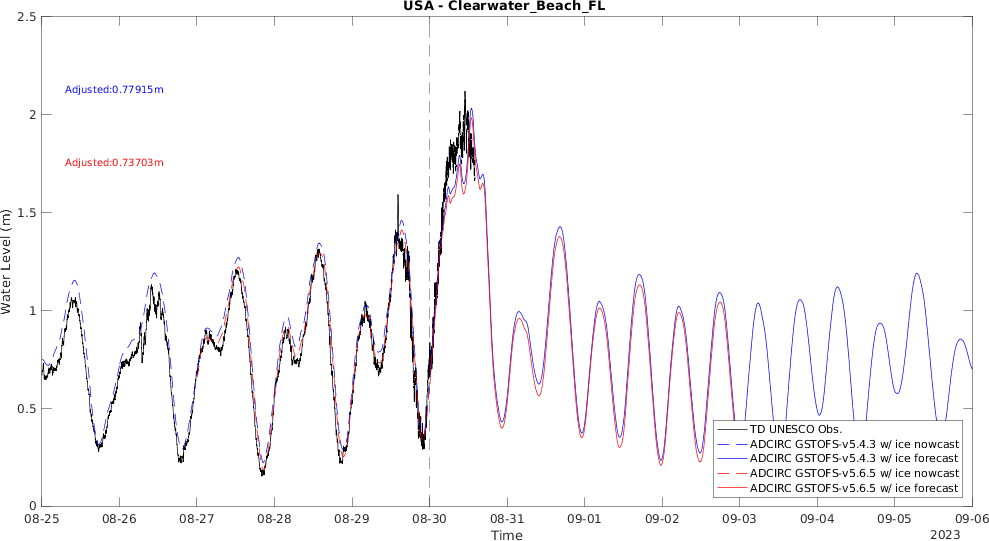 USA - Clearwater_Beach_FL
2.5
Adjusted:0.77915m
2
Adjusted:0.73703m
1.5
Water Level (m)
1
0.5
TD UNESCO Obs.
ADCIRC GSTOFS-v5.4.3 w/ ice nowcast
ADCIRC GSTOFS-v5.4.3 w/ ice forecast
ADCIRC GSTOFS-v5.6.5 w/ ice nowcast
ADCIRC GSTOFS-v5.6.5 w/ ice forecast
0
08-25 08-26 08-27 08-28 08-29 08-30 08-31 09-01 09-02 09-03 09-04 09-05 09-06
Time
2023